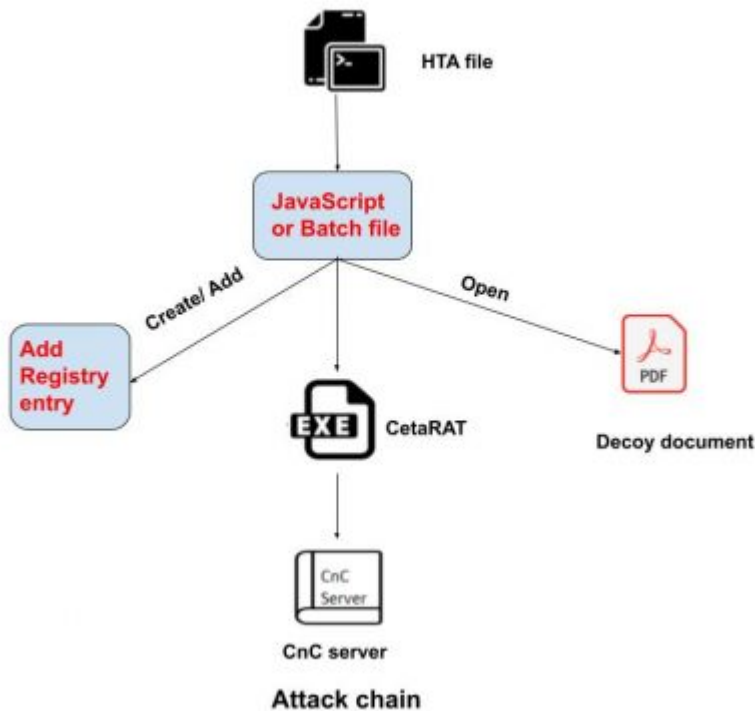 HTA file
>_
JavaScript
or Batch file
Create/ Add
Open
Add
Registry
entry
EXE
CetaRAT
PDF
Decoy document
CnC
Server
CnC server
Attack chain